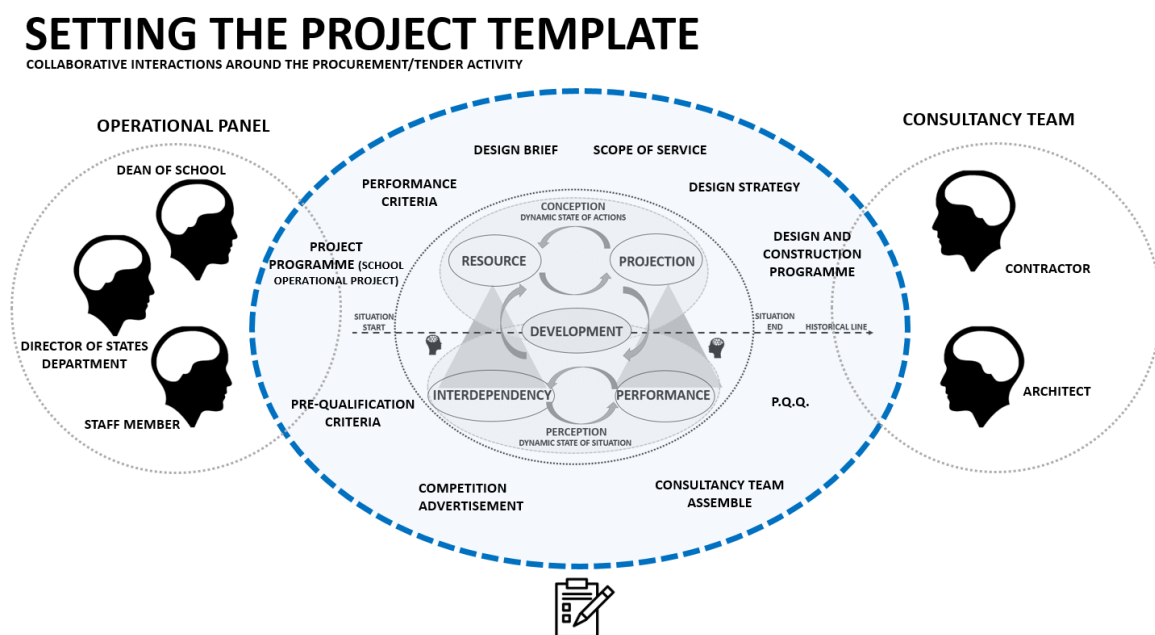 SETTING THE PROJECT TEMPLATE
COLLABORATIVE INTERACTIONS AROUND THE PROCUREMENT/TENDER ACTIVITY
OPERATIONAL PANEL
DEAN OF SCHOOL
DIRECTOR OF STATES
DEPARTMENT
STAFF MEMBER
DESIGN BRIEF
SCOPE OF SERVICE
PERFORMANCE
CRITERIA
DESIGN STRATEGY
PROJECT
PROGRAMME (SCHOOL
OPERATIONAL PROJECT)
DESIGN AND
CONSTRUCTION
PROGRAMME
CONCEPTION
DYNAMIC STATE OF ACTIONS
RESOURCE
PROJECTION
SITUATION
START
DEVELOPMENT
SITUATION
END
HISTORICAL LINE
INTERDEPENDENCY
PERFORMANCE
PERCEPTION
DYNAMIC STATE OF SITUATION
PRE-QUALIFICATION
CRITERIA
P.Q.Q.
COMPETITION
ADVERTISEMENT
CONSULTANCY TEAM
ASSEMBLE
CONSULTANCY TEAM
CONTRACTOR
ARCHITECT